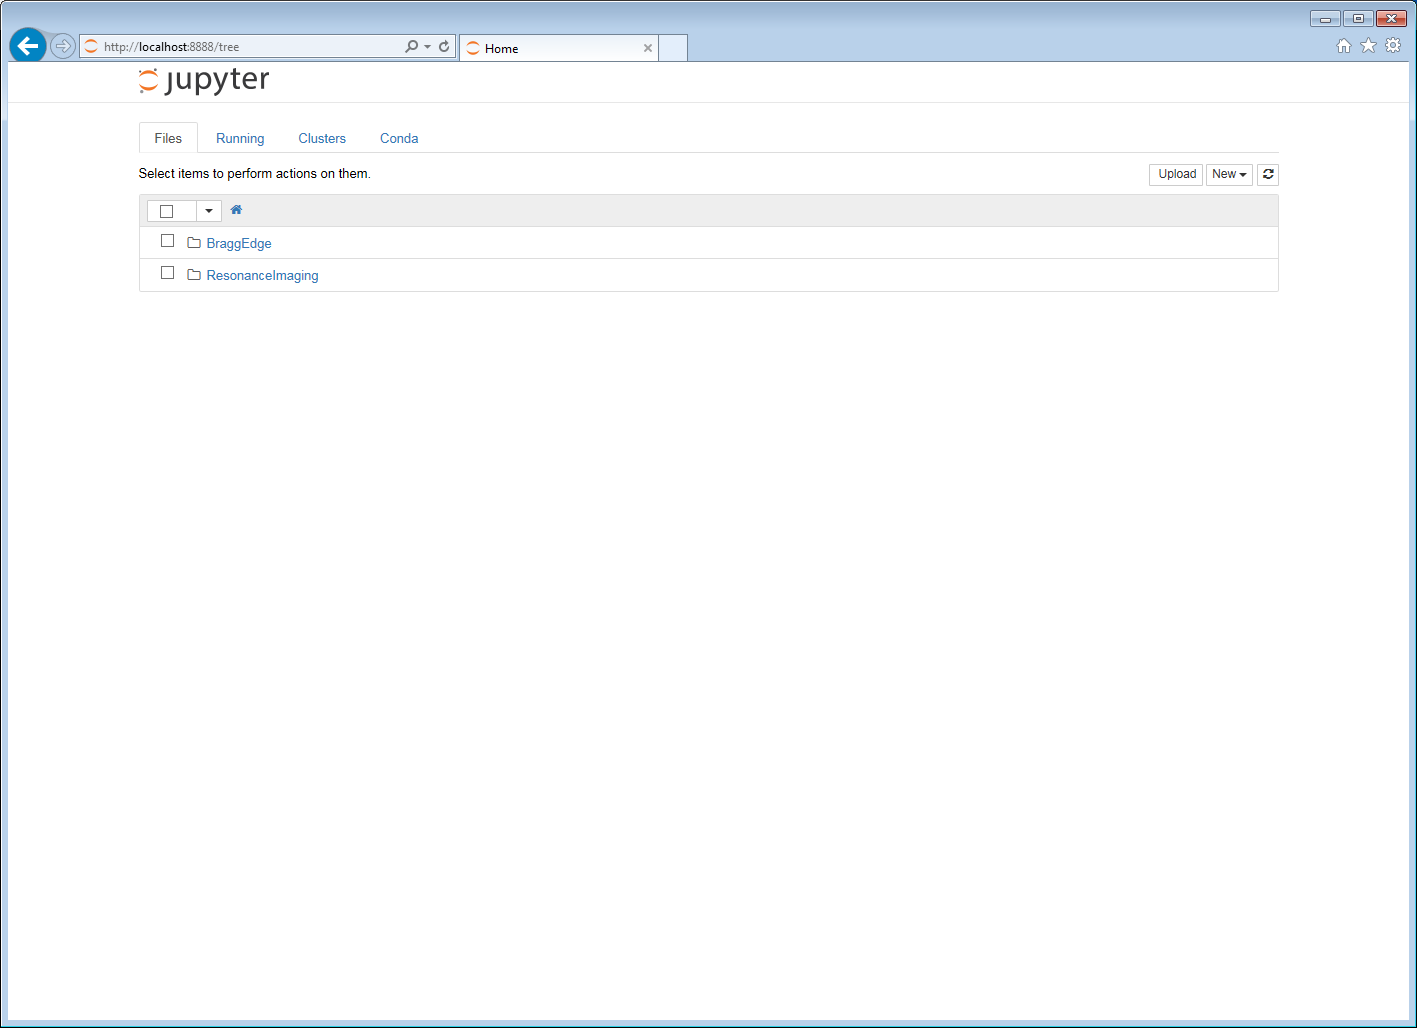 http://localhost:8888/tree
Home
jupyter
Files Running Clusters Conda
Select items to perform actions on them.
Upload New
BraggEdge
ResonanceImaging